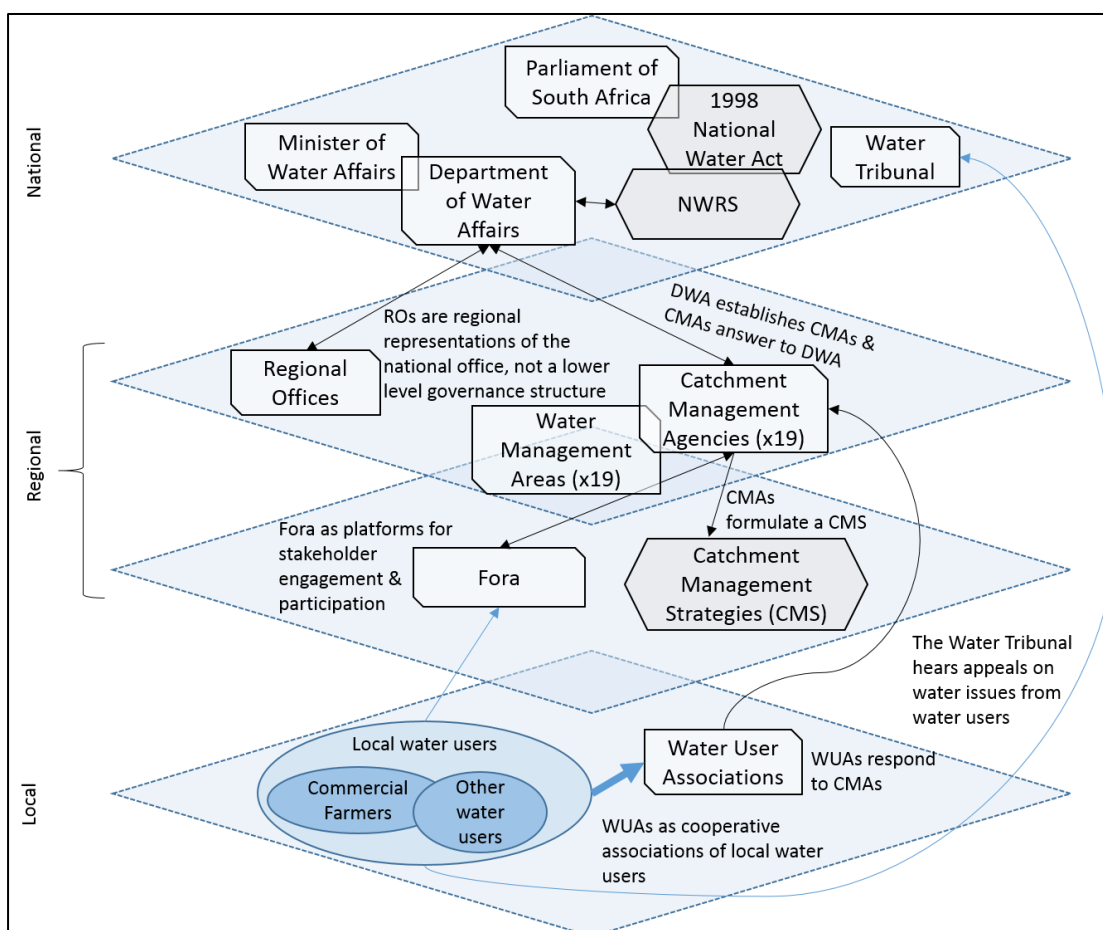 National
Parliament of
South Africa
1998
National
Water Act
Minister of
Water Affairs
Department
of Water
Affairs
NWRS
Water
Tribunal
Regional
DWA establishes CMAs &
CMAs answer to DWA
ROs are regional
representations of the
national office, not a lower
level governance structure
Regional
Offices
Catchment
Management
Agencies (x19)
Water
Management
Areas (x19)
CMAs
formulate a CMS
Fora as platforms for
stakeholder
engagement &
participation
Fora
Catchment
Management
Strategies (CMS)
The Water Tribunal
hears appeals on
water issues from
water users
Local
Local water users
Commercial
Farmers
Other
water
users
Water User
Associations
WUAs respond
to CMAs
WUAs as cooperative
associations of local water
users